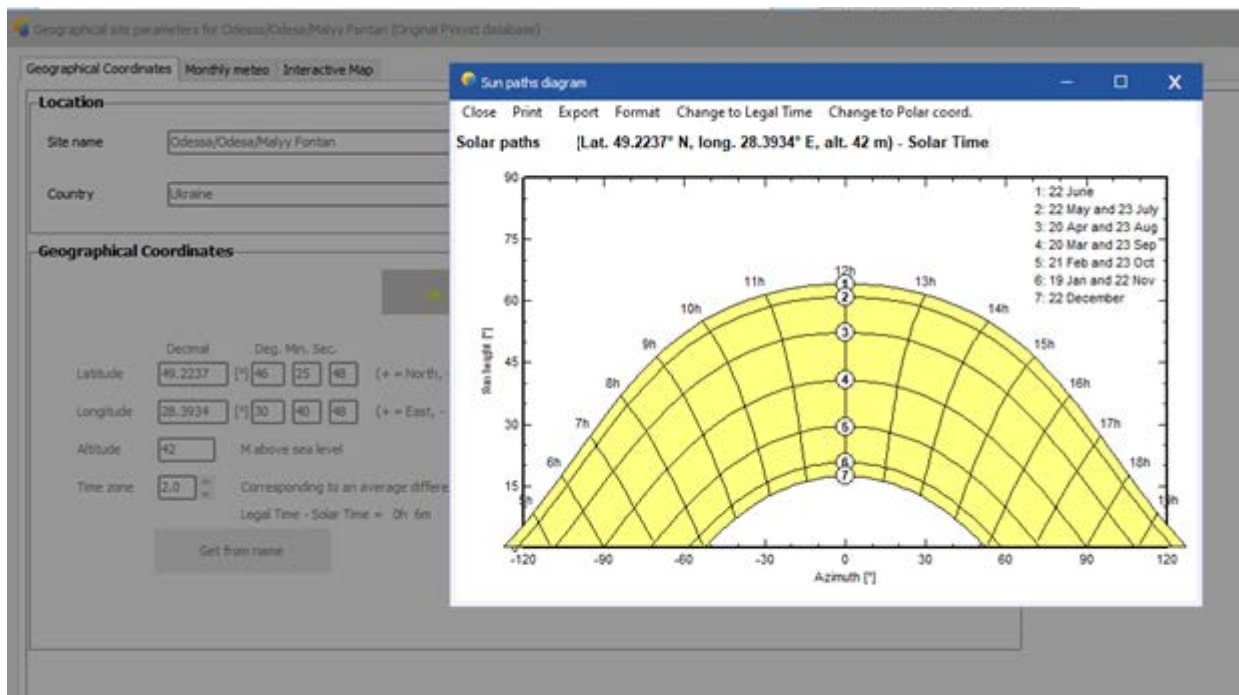 Geographical site parameters for Odessa/Odesa/Malyy Fontan (Original PVsyst database)
Geographical Coordinates Monthly meteo Interactive Map
Location
Site name Odessa/Odesa/Malyy Fontan
Country Ukraine
Geographical Coordinates
Decimal Deg. Min. Sec.
Latitude 49.2237 [°] 46 25 48 (+ = North, -
Longitude 28.3934 [°] 30 40 48 (+ = East, -
Altitude 42 M above sea level
Time zone 2.0 Corresponding to an average differe
Legal Time - Solar Time = 0h 6m
Get from name
Sun paths diagram
Close Print Export Format Change to Legal Time Change to Polar coord.
Solar paths (Lat. 49.2237° N, long. 28.3934° E, alt. 42 m) - Solar Time
1: 22 June
2: 22 May and 23 July
3: 20 Apr and 23 Aug
4: 20 Mar and 23 Sep
5: 21 Feb and 23 Oct
6: 19 Jan and 22 Nov
7: 22 December
90
75
60
45
30
15
Sun height [°]
5h 6h 7h 8h 9h 10h 11h 12h 13h 14h 15h 16h 17h 18h 19h
1
2
3
4
5
6
7
-120 -90 -60 -30 0 30 60 90 120
Azimuth [°]